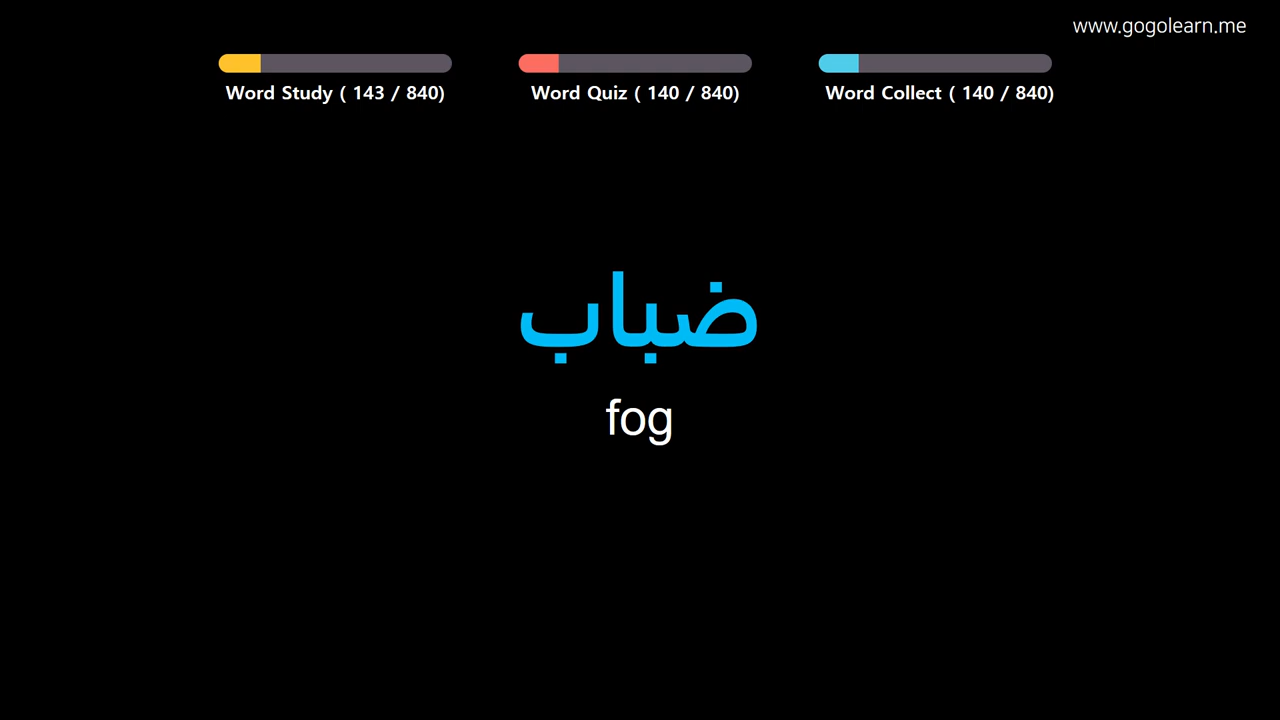 www.gogolearn.me
Word Study ( 143 / 840)
Word Quiz ( 140 / 840)
Word Collect ( 140 / 840)
ضباب
fog